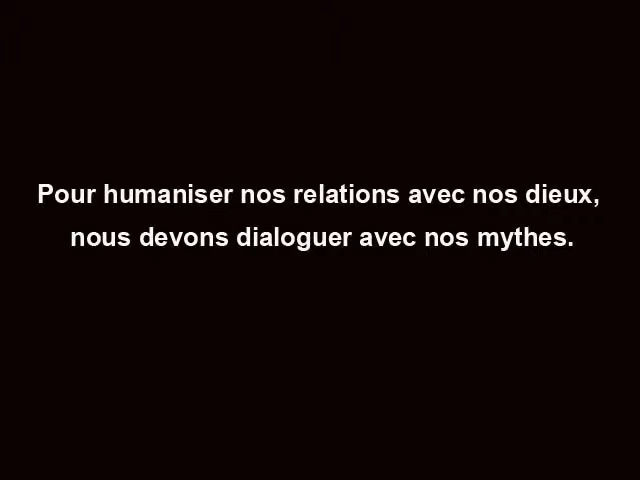 Pour humaniser nos relations avec nos dieux,
nous devons dialoguer avec nos mythes.